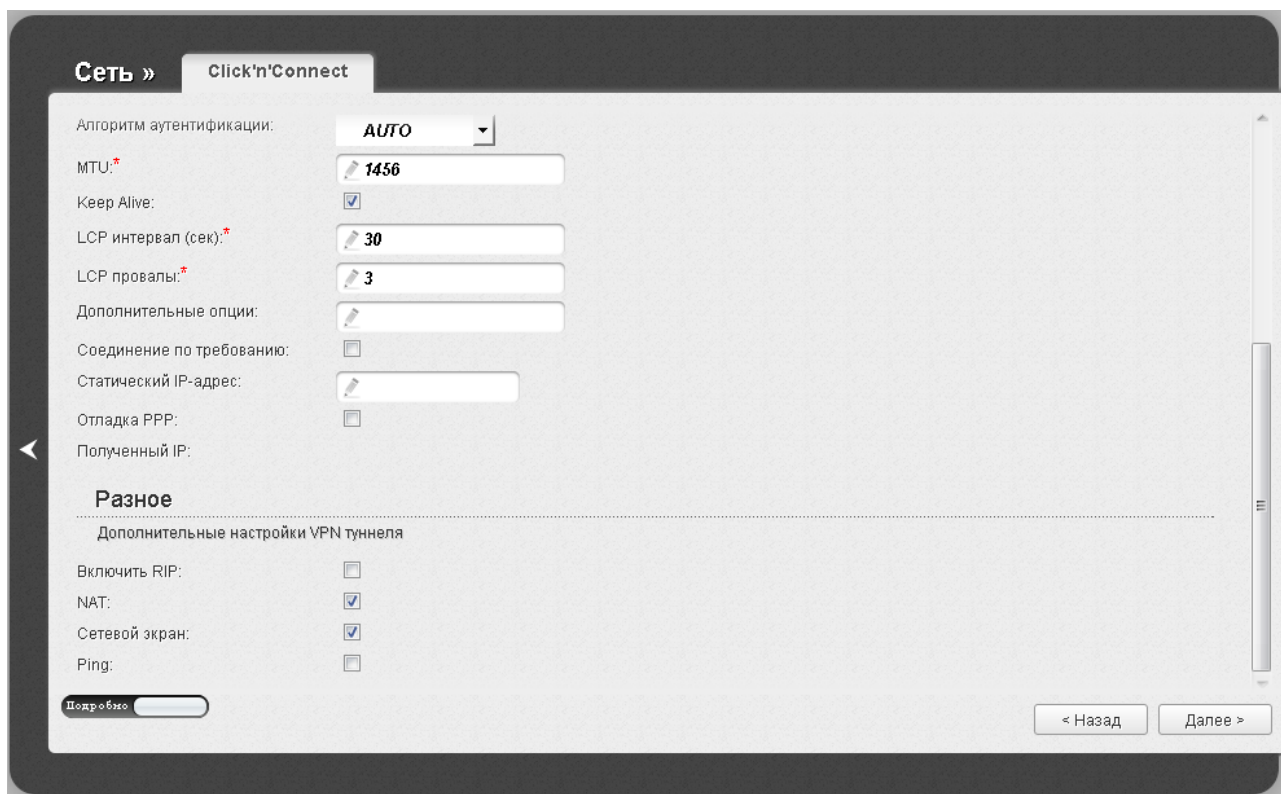 Сеть »
Click'n'Connect
Алгоритм аутентификации: AUTO
MTU:* 1456
Keep Alive:
LCP интервал (сек):* 30
LCP провалы:* 3
Дополнительные опции:
Соединение по требованию:
Статический IP-адрес:
Отладка PPP:
Полученный IP:
Разное
Дополнительные настройки VPN туннеля
Включить RIP:
NAT:
Сетевой экран:
Ping:
Подробно
< Назад
Далее >